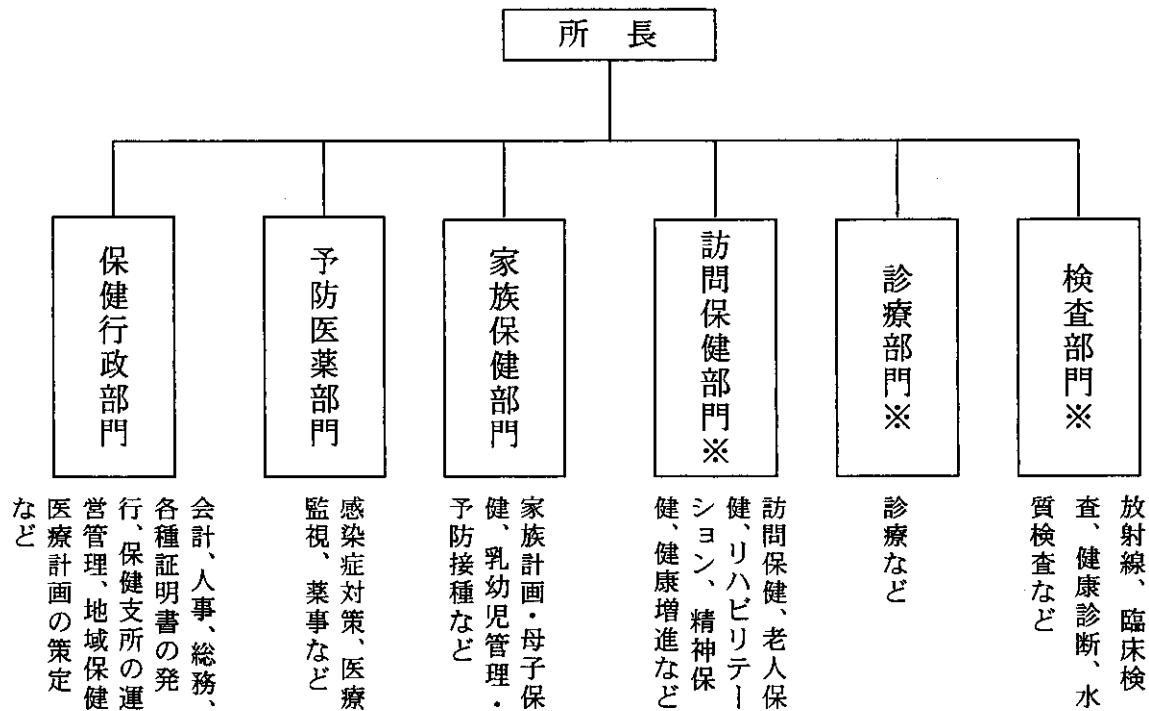 所長
保健行政部門
会計、人事、総務、
各種証明書の発
行、保健支所の運
営管理、地域保健
医療計画の策定
など
予防医薬部門
感染症対策、医療
監視、薬事など
家族保健部門
家族計画・母子保
健、乳幼児管理・
予防接種など
訪問保健部門※
訪問保健、老人保
健、リハビリテー
ション、精神保
健、健康増進など
診療部門※
診療など
検査部門※
放射線、臨床検
査、健康診断、水
質検査など